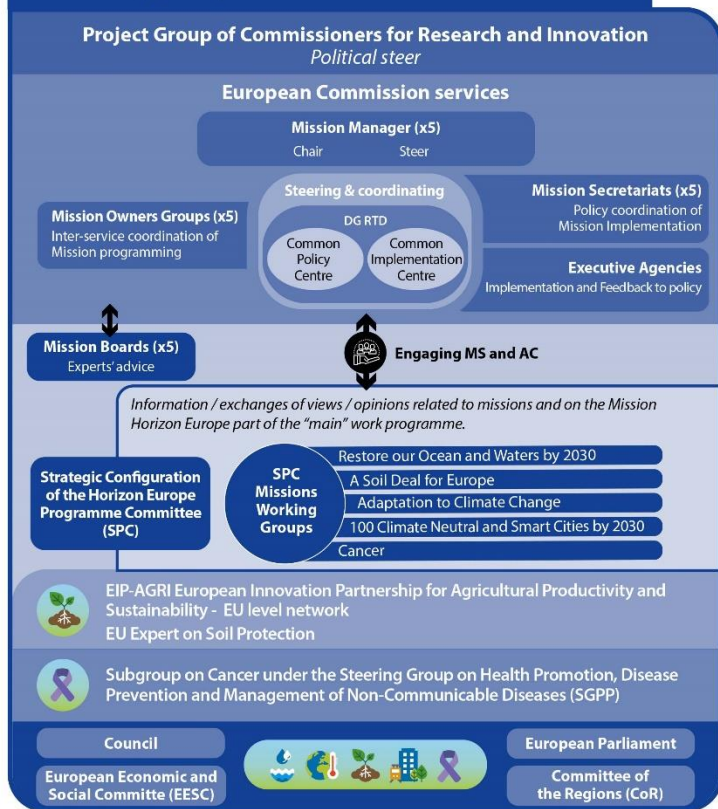 Project Group of Commissioners for Research and Innovation
Political steer
European Commission services
Mission Manager (x5)
Chair Steer
Steering & coordinating
DG RTD
Common
Policy
Centre
Common
Implementation
Centre
Mission Owners Groups (x5)
Inter-service coordination of
Mission programming
Mission Secretariats (x5)
Policy coordination of
Mission Implementation
Executive Agencies
Implementation and Feedback to policy
Mission Boards (x5)
Experts' advice
Engaging MS and AC
Information / exchanges of views / opinions related to missions and on the Mission
Horizon Europe part of the “main” work programme.
Strategic Configuration
of the Horizon Europe
Programme Committee
(SPC)
SPC
Missions
Working
Groups
Restore our Ocean and Waters by 2030
A Soil Deal for Europe
Adaptation to Climate Change
100 Climate Neutral and Smart Cities by 2030
Cancer
EIP-AGRI European Innovation Partnership for Agricultural Productivity and
Sustainability - EU level network
EU Expert on Soil Protection
Subgroup on Cancer under the Steering Group on Health Promotion, Disease
Prevention and Management of Non-Communicable Diseases (SGPP)
Council
European Economic and
Social Committe (EESC)
European Parliament
Committee of
the Regions (CoR)